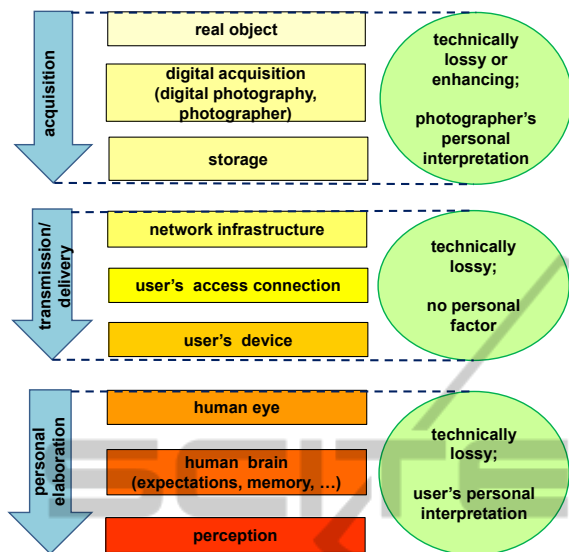 acquisition
real object
digital acquisition
(digital photography,
photographer)
storage
technically
lossy or
enhancing;
photographer's
personal
interpretation
transmission/
delivery
network infrastructure
user's access connection
user's device
technically
lossy;
no personal
factor
personal
elaboration
human eye
human brain
(expectations, memory, ...)
perception
technically
lossy;
user's personal
interpretation
SCITE